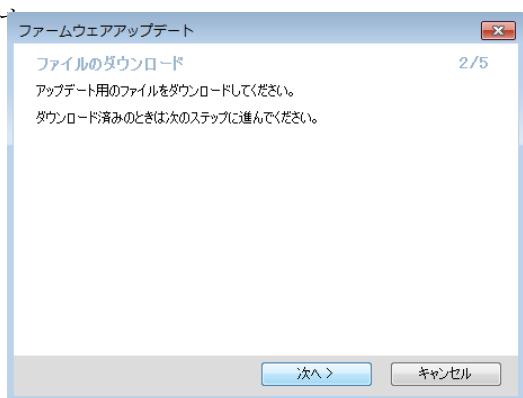 ファームウェアアップデート
ファイルのダウンロード 2/5
アップデート用のファイルをダウンロードしてください。
ダウンロード済みのときは次のステップに進んでください。
次へ >
キャンセル